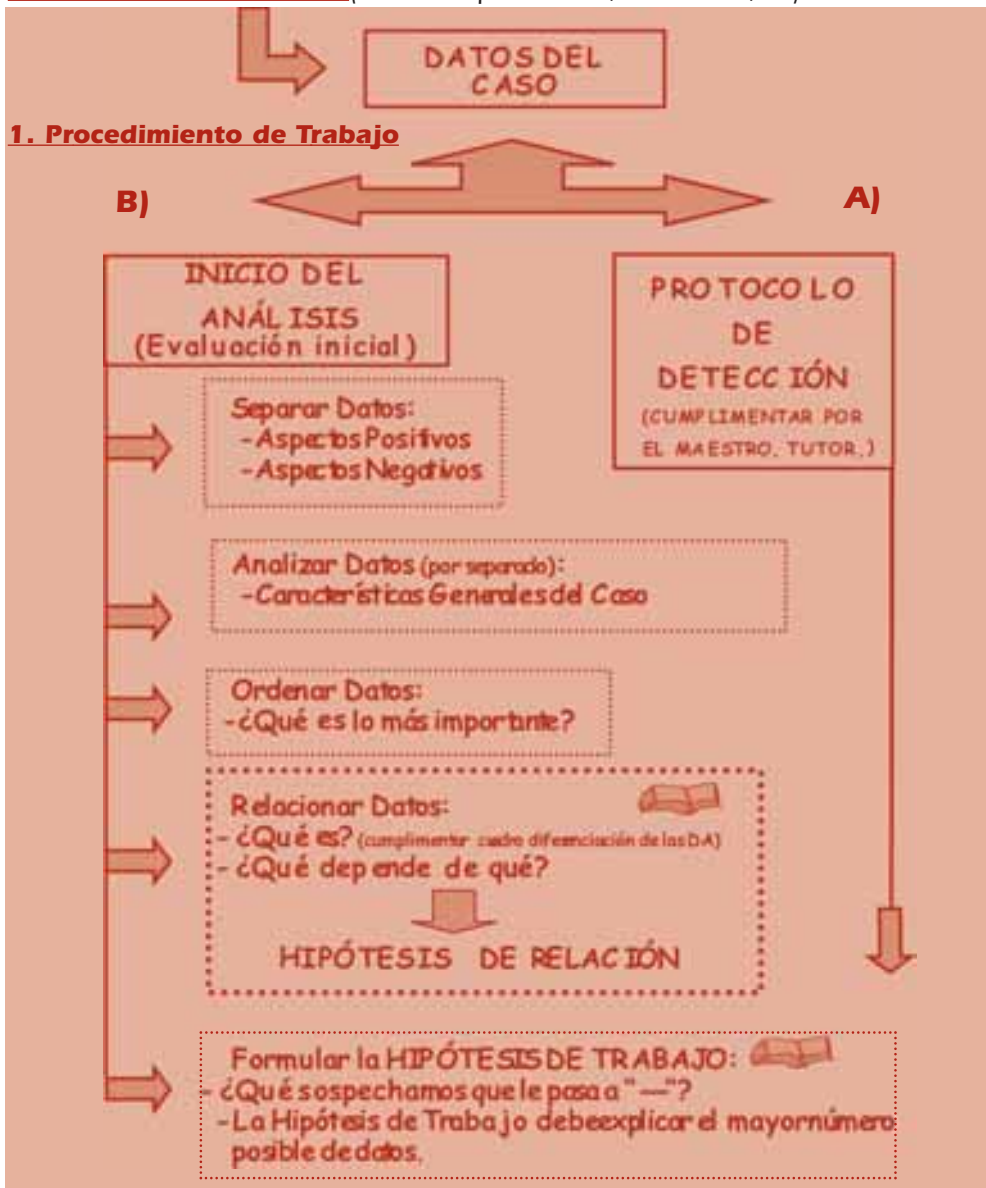 DATOS DEL
CASO
1. Procedimiento de Trabajo
B)
A)
INICIO DEL
ANÁLISIS
(Evaluación inicial)
PROTOCOLO
DE
DETECCIÓN
(CUMPLIMENTAR POR
EL MAESTRO, TUTOR,)
Separar Datos:
- Aspectos Positivos
- Aspectos Negativos
Analizar Datos (por separado):
- Características Generales del Caso
Ordenar Datos:
- ¿Qué es lo más importante?
Relacionar Datos:
- ¿Qué es? (cumplimentar cuadro diferenciación de las DA)
- ¿Qué depende de qué?
HIPÓTESIS DE RELACIÓN
Formular la HIPÓTESIS DE TRABAJO:
- ¿Qué sospechamos que le pasa a "—"?
- La Hipótesis de Trabajo debe explicar el mayor número
posible de datos.